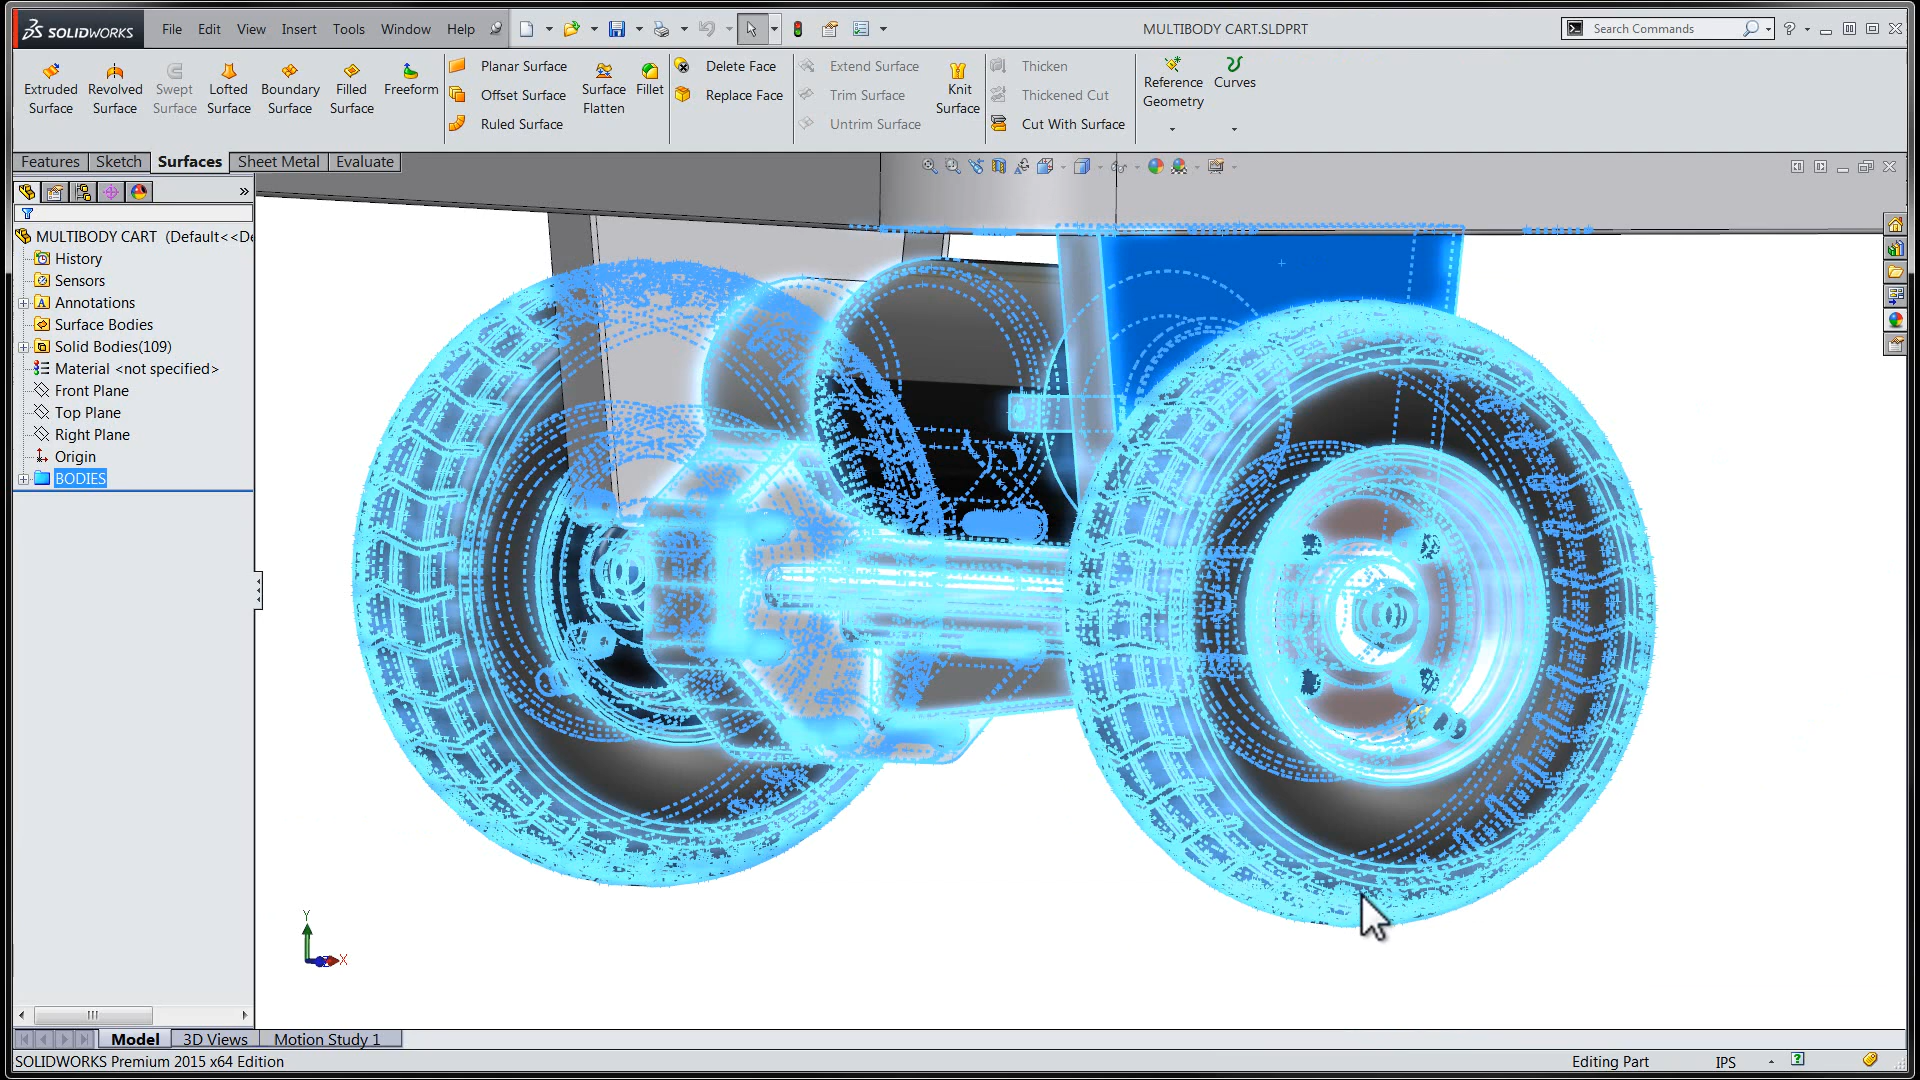 SOLIDWORKS File Edit View Insert Tools Window Help MULTIBODY CART.SLDPRT Search Commands ?
Extruded Surface
Revolved Surface
Swept Surface
Lofted Surface
Boundary Surface
Filled Surface
Freeform
Planar Surface
Offset Surface
Ruled Surface
Surface Flatten
Fillet
Delete Face
Replace Face
Extend Surface
Trim Surface
Untrim Surface
Knit Surface
Thicken
Thickened Cut
Cut With Surface
Reference Geometry
Curves
Features Sketch Surfaces Sheet Metal Evaluate
MULTIBODY CART (Default<<De
History
Sensors
Annotations
Surface Bodies
Solid Bodies(109)
Material <not specified>
Front Plane
Top Plane
Right Plane
Origin
BODIES
Y
X
Model 3D Views Motion Study 1
SOLIDWORKS Premium 2015 x64 Edition Editing Part IPS